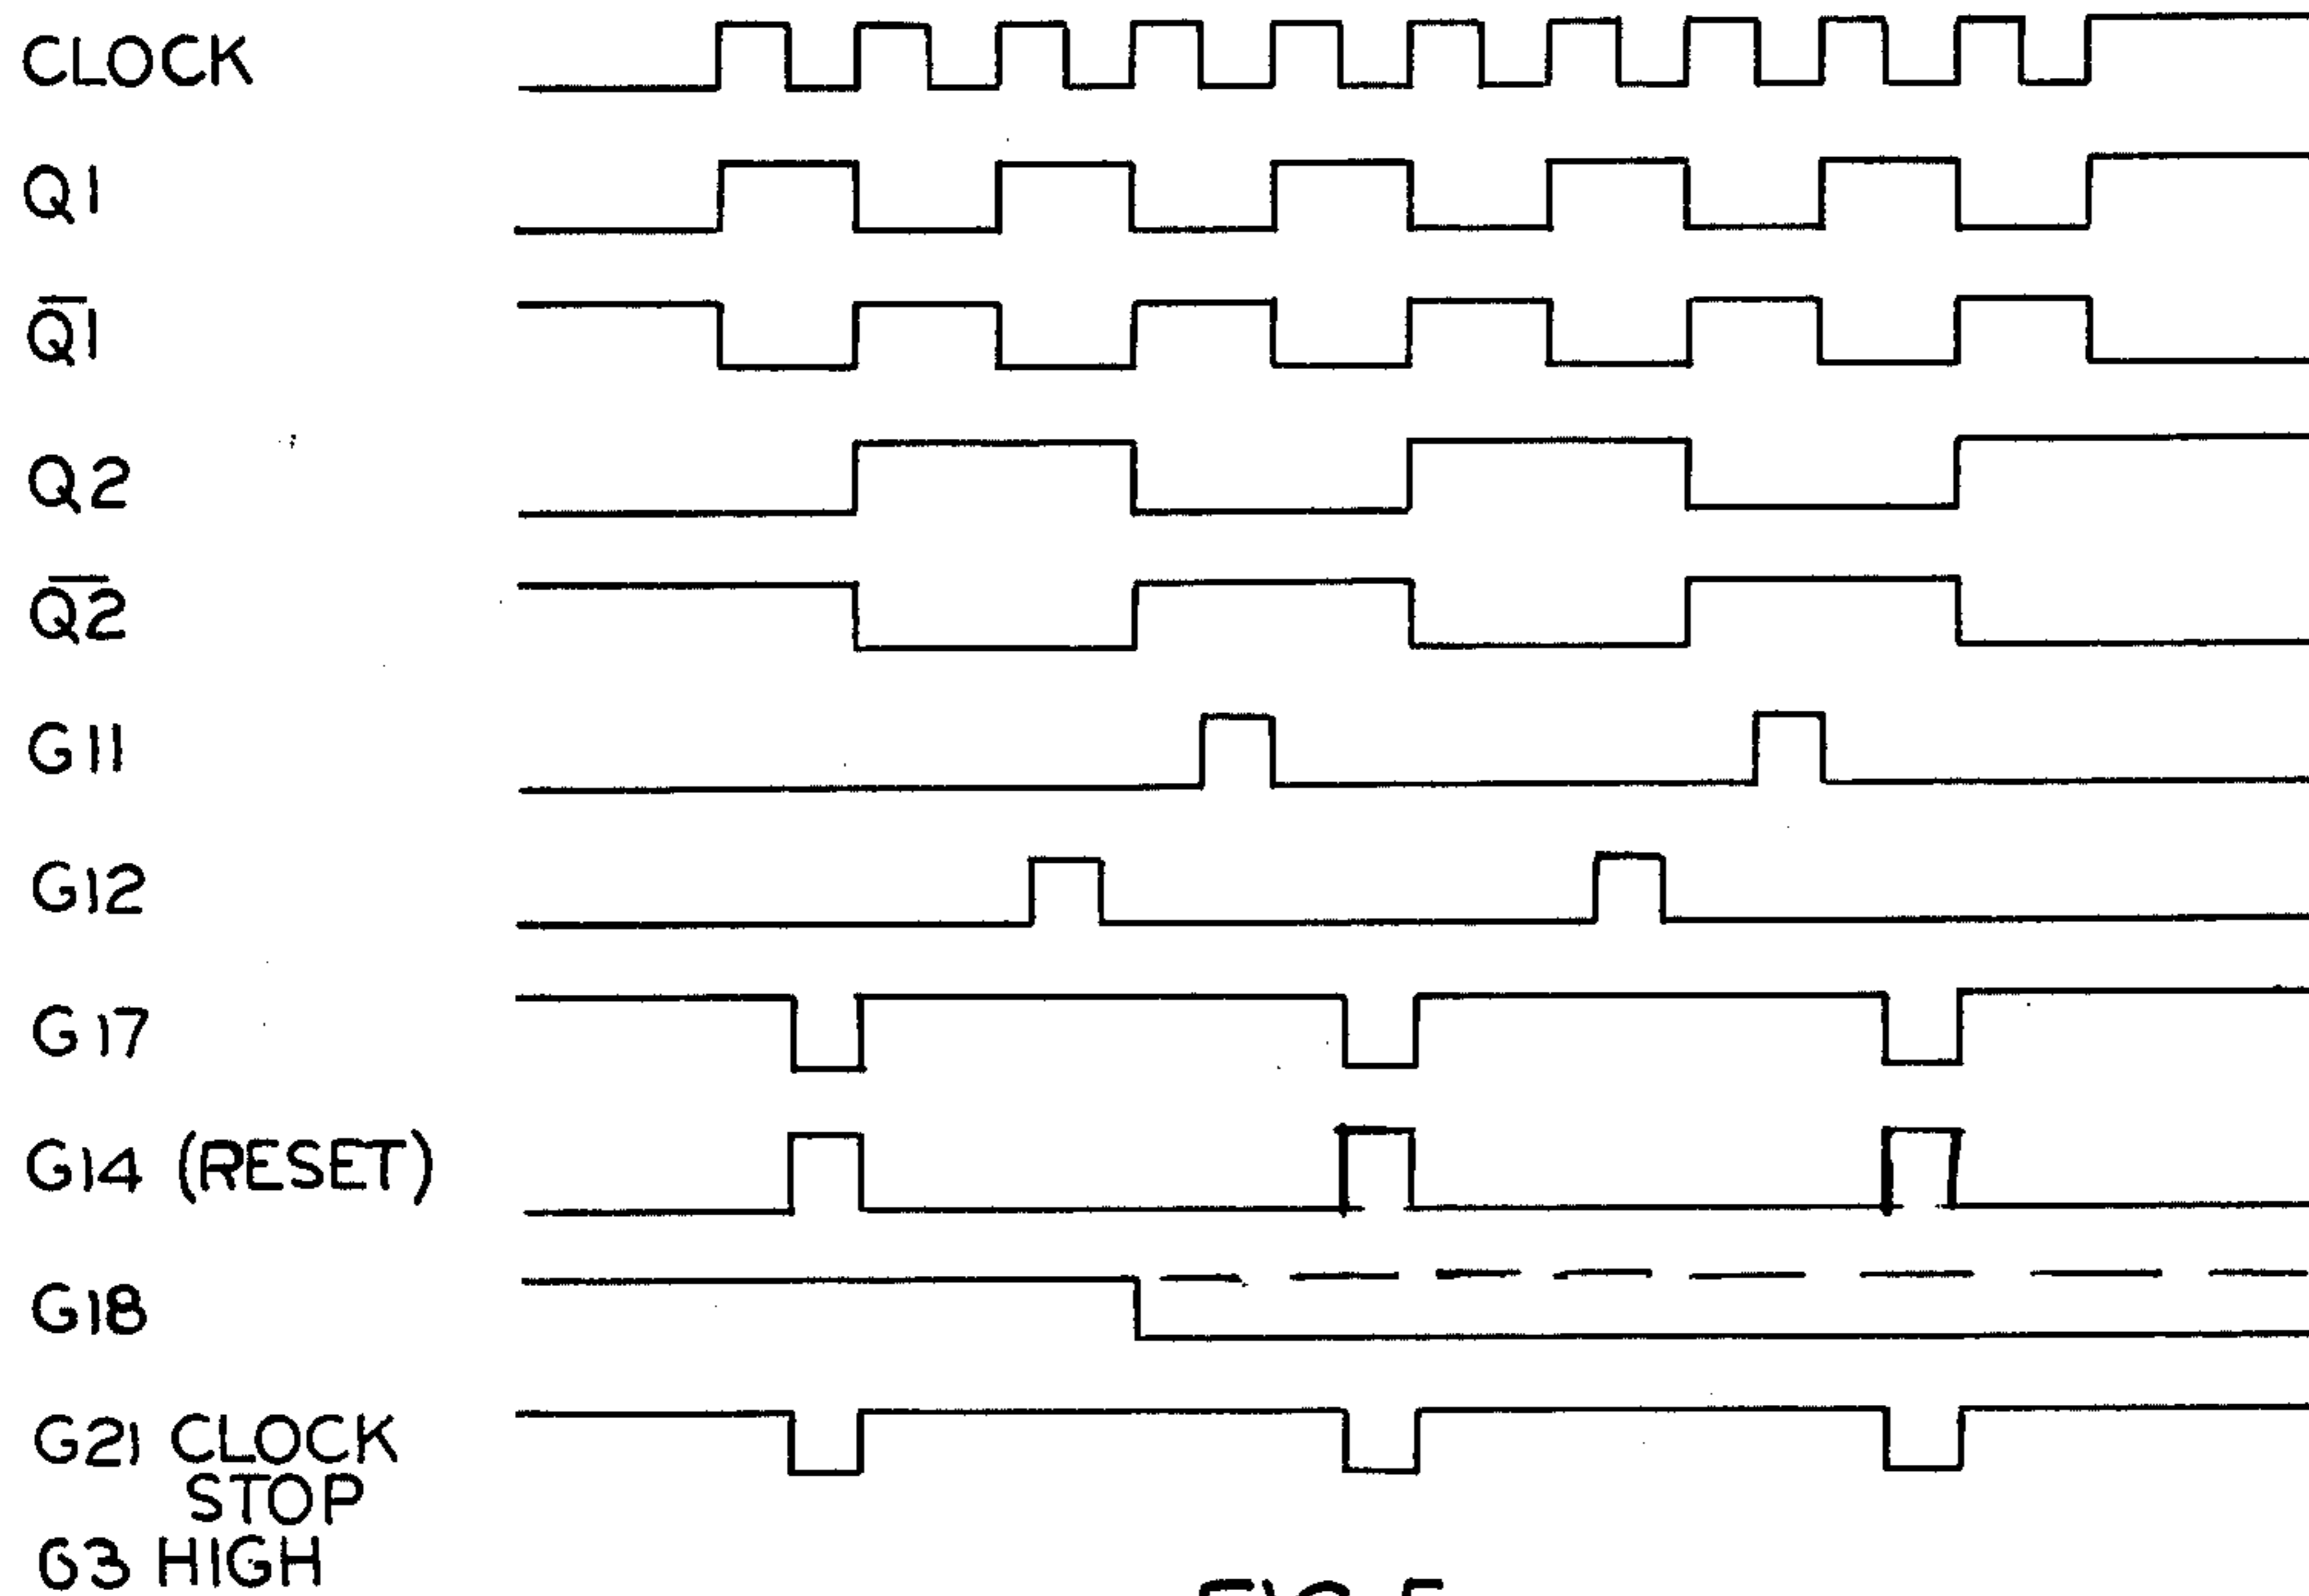 CLOCK
Q1
Q̅1̅
Q2
Q̅2̅
G11
G12
G17
G14 (RESET)
G18
G21 CLOCK
STOP
G3 HIGH